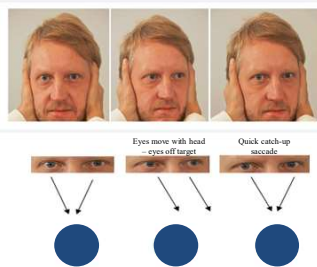 Eyes move with head
– eyes off target
Quick catch-up
saccade